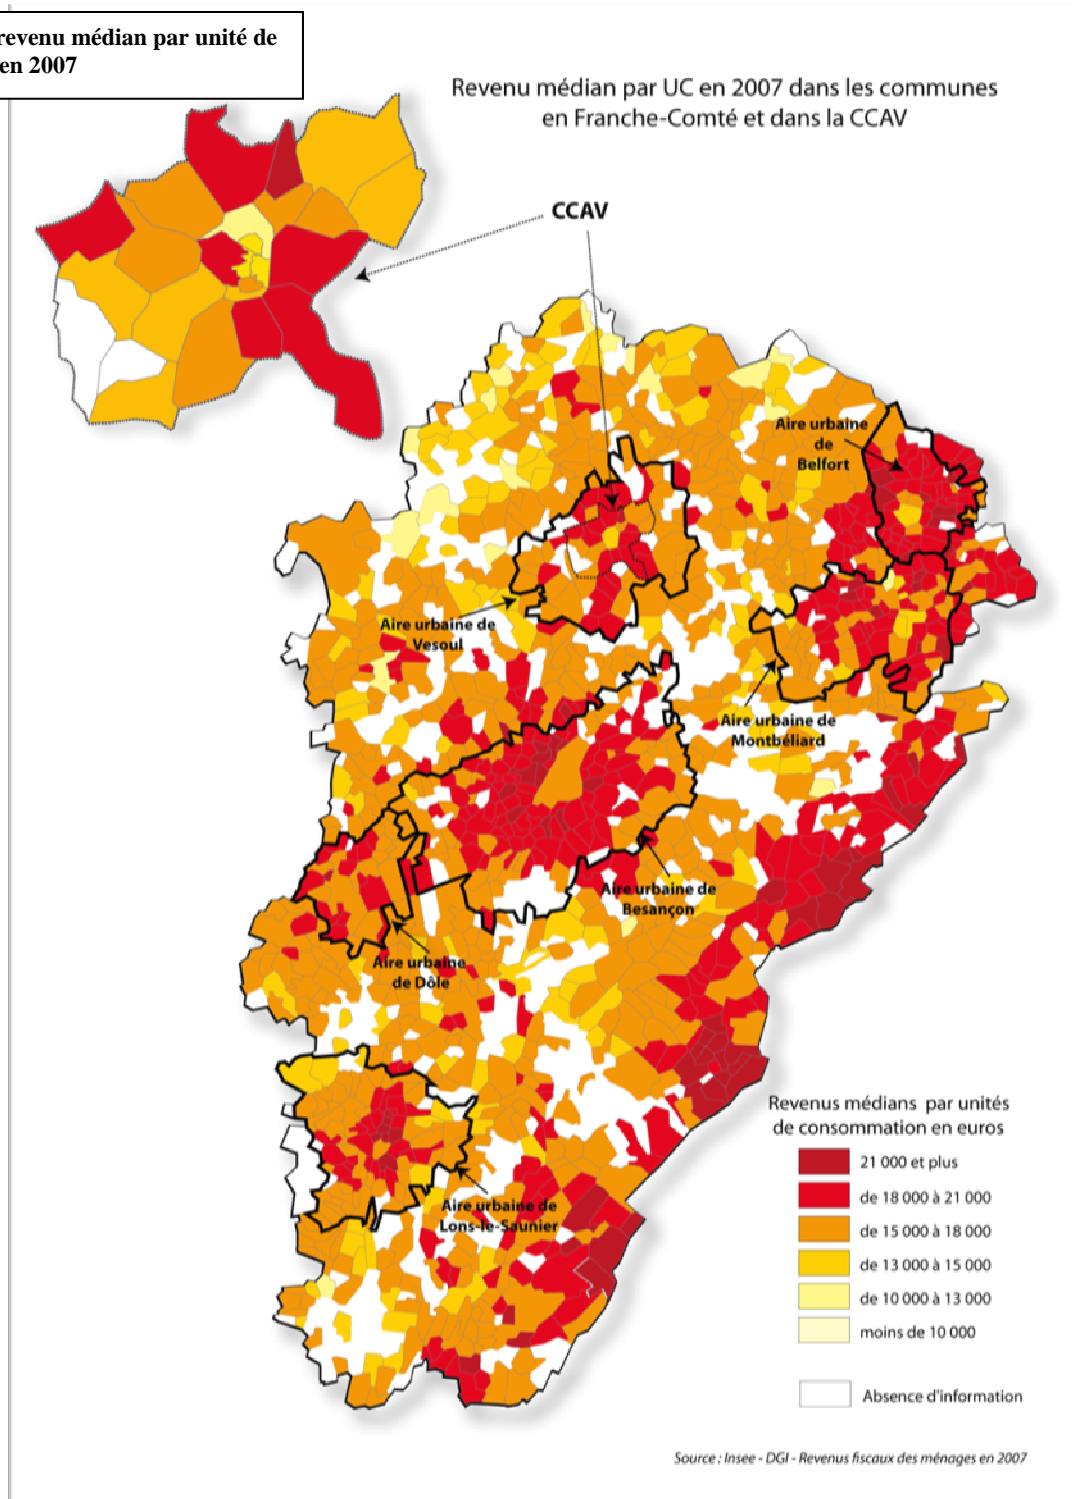 revenu médian par unité de
en 2007
Revenu médian par UC en 2007 dans les communes
en Franche-Comté et dans la CCAV
CCAV
Aire urbaine
de
Belfort
Aire urbaine de
Vesoul
Aire urbaine de
Montbéliard
Aire urbaine de
Besançon
Aire urbaine
de Dôle
Aire urbaine de
Lons-le-Saunier
Revenus médians par unités
de consommation en euros
21 000 et plus
de 18 000 à 21 000
de 15 000 à 18 000
de 13 000 à 15 000
de 10 000 à 13 000
moins de 10 000
Absence d'information
Source : Insee - DGI - Revenus fiscaux des ménages en 2007